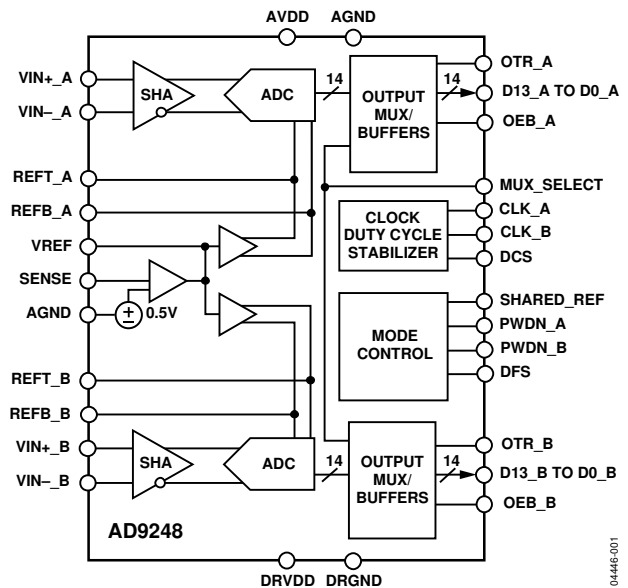 AVDD AGND
VIN+_A
VIN–_A
SHA
ADC
14
OUTPUT
MUX/
BUFFERS
14
OTR_A
D13_A TO D0_A
OEB_A
REFT_A
REFB_A
VREF
SENSE
AGND
0.5V
MUX_SELECT
CLOCK
DUTY CYCLE
STABILIZER
CLK_A
CLK_B
DCS
MODE
CONTROL
SHARED_REF
PWDN_A
PWDN_B
DFS
REFT_B
REFB_B
VIN+_B
VIN–_B
SHA
ADC
14
OUTPUT
MUX/
BUFFERS
14
OTR_B
D13_B TO D0_B
OEB_B
AD9248
DRVDD DRGND
04446-001